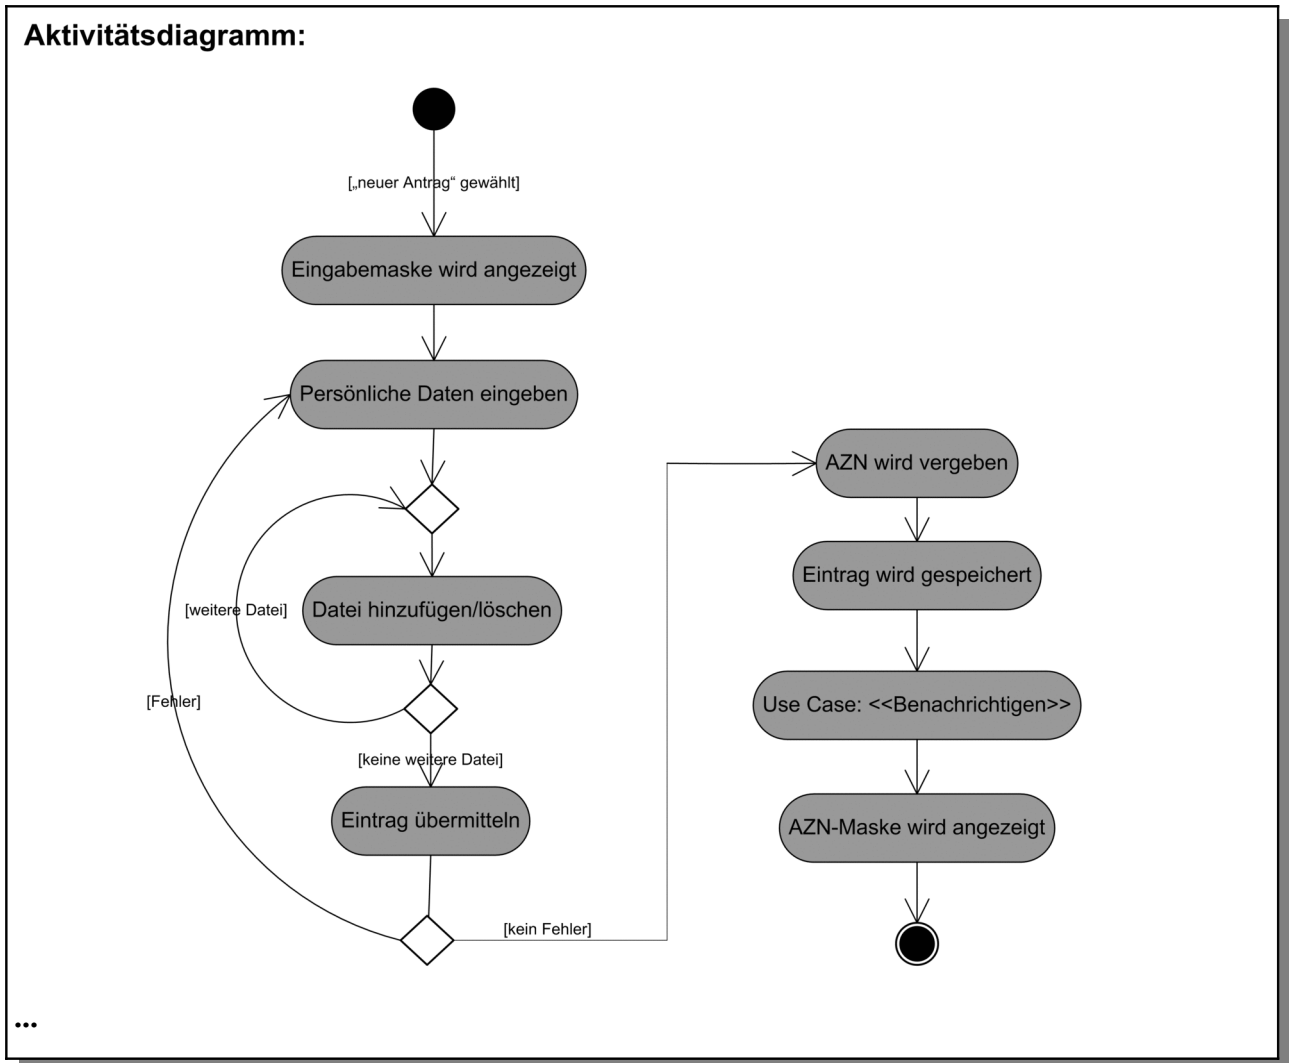 Aktivitätsdiagramm:
[„neuer Antrag“ gewählt]
Eingabemaske wird angezeigt
Persönliche Daten eingeben
[weitere Datei]
Datei hinzufügen/löschen
[Fehler]
[keine weitere Datei]
Eintrag übermitteln
[kein Fehler]
AZN wird vergeben
Eintrag wird gespeichert
Use Case: <<Benachrichtigen>>
AZN-Maske wird angezeigt
...